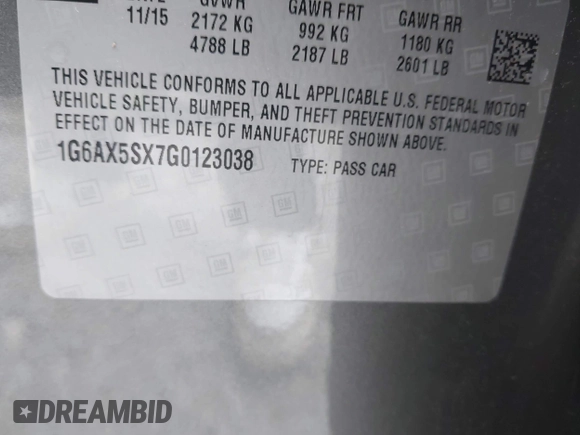 GVWR GAWR FRT GAWR RR
11/15 2172 KG 992 KG 1180 KG
4788 LB 2187 LB 2601 LB
THIS VEHICLE CONFORMS TO ALL APPLICABLE U.S. FEDERAL MOTOR
VEHICLE SAFETY, BUMPER, AND THEFT PREVENTION STANDARDS IN
EFFECT ON THE DATE OF MANUFACTURE SHOWN ABOVE.
1G6AX5SX7G0123038 TYPE: PASS CAR
DREAMBID